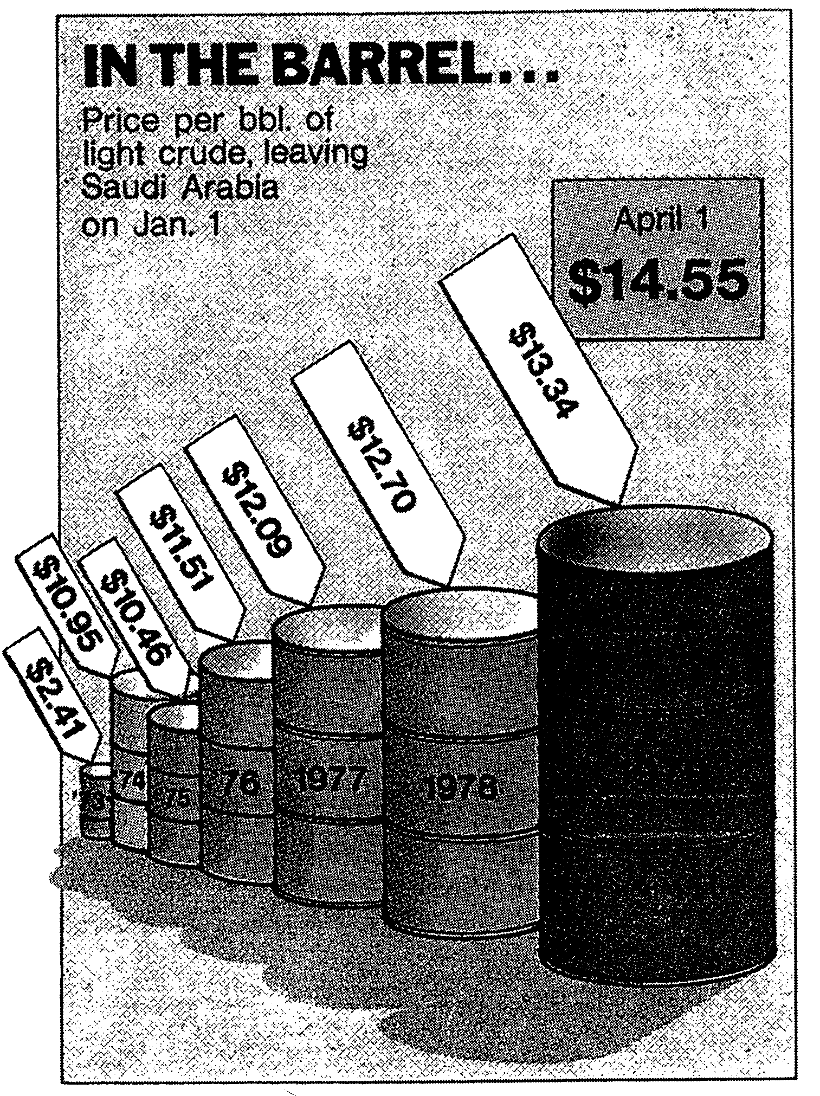 IN THE BARREL...
Price per bbl. of
light crude, leaving
Saudi Arabia
on Jan. 1
April 1
$14.55
$13.34
$12.70
$12.09
$11.51
$10.46
$10.95
$2.41
'73
'74
'75
'76
1977
1978